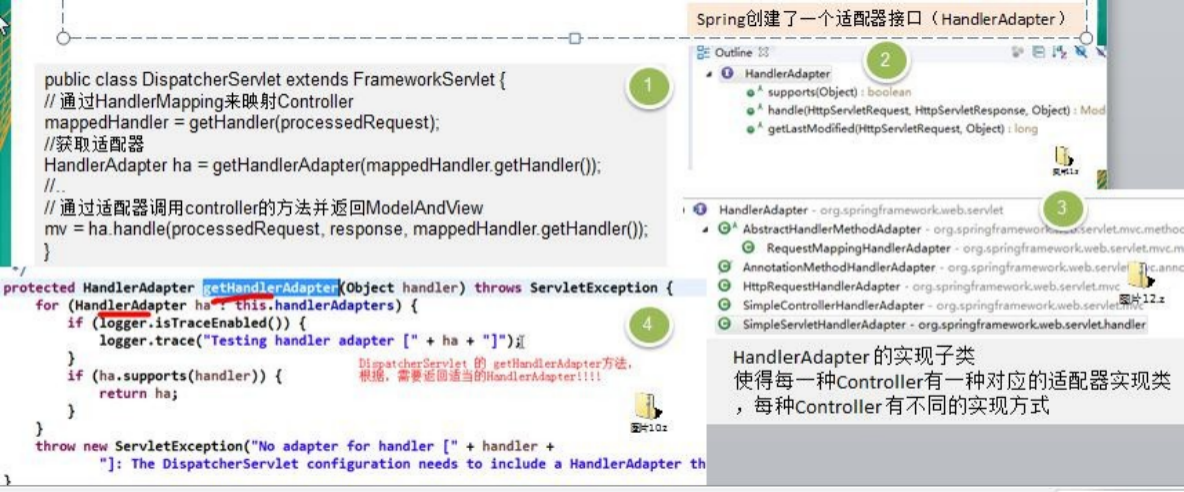 Spring创建了一个适配器接口（HandlerAdapter）
1
public class DispatcherServlet extends FrameworkServlet {
// 通过HandlerMapping来映射Controller
mappedHandler = getHandler(processedRequest);
//获取适配器
HandlerAdapter ha = getHandlerAdapter(mappedHandler.getHandler());
//..
// 通过适配器调用controller的方法并返回ModelAndView
mv = ha.handle(processedRequest, response, mappedHandler.getHandler());
}
2
Outline
HandlerAdapter
supports(Object) : boolean
handle(HttpServletRequest, HttpServletResponse, Object) : Mod
getLastModified(HttpServletRequest, Object) : long
图片11.z
3
HandlerAdapter - org.springframework.web.servlet
AbstractHandlerMethodAdapter - org.springframework.web.servlet.mvc.method
RequestMappingHandlerAdapter - org.springframework.web.servlet.mvc.m
AnnotationMethodHandlerAdapter - org.springframework.web.servlet.mvc.anno
HttpRequestHandlerAdapter - org.springframework.web.servlet.mvc
SimpleControllerHandlerAdapter - org.springframework.web.servlet.mvc
SimpleServletHandlerAdapter - org.springframework.web.servlet.handler
图片12.z
HandlerAdapter 的实现子类
使得每一种Controller有一种对应的适配器实现类
，每种Controller 有不同的实现方式
4
*/
protected HandlerAdapter getHandlerAdapter(Object handler) throws ServletException {
for (HandlerAdapter ha : this.handlerAdapters) {
if (logger.isTraceEnabled()) {
logger.trace("Testing handler adapter [" + ha + "]");
}
if (ha.supports(handler)) {
return ha;
}
}
throw new ServletException("No adapter for handler [" + handler +
"]: The DispatcherServlet configuration needs to include a HandlerAdapter th
}
DispatcherServlet 的 getHandlerAdapter方法，
根据，需要返回适当的HandlerAdapter!!!!
图片10.z